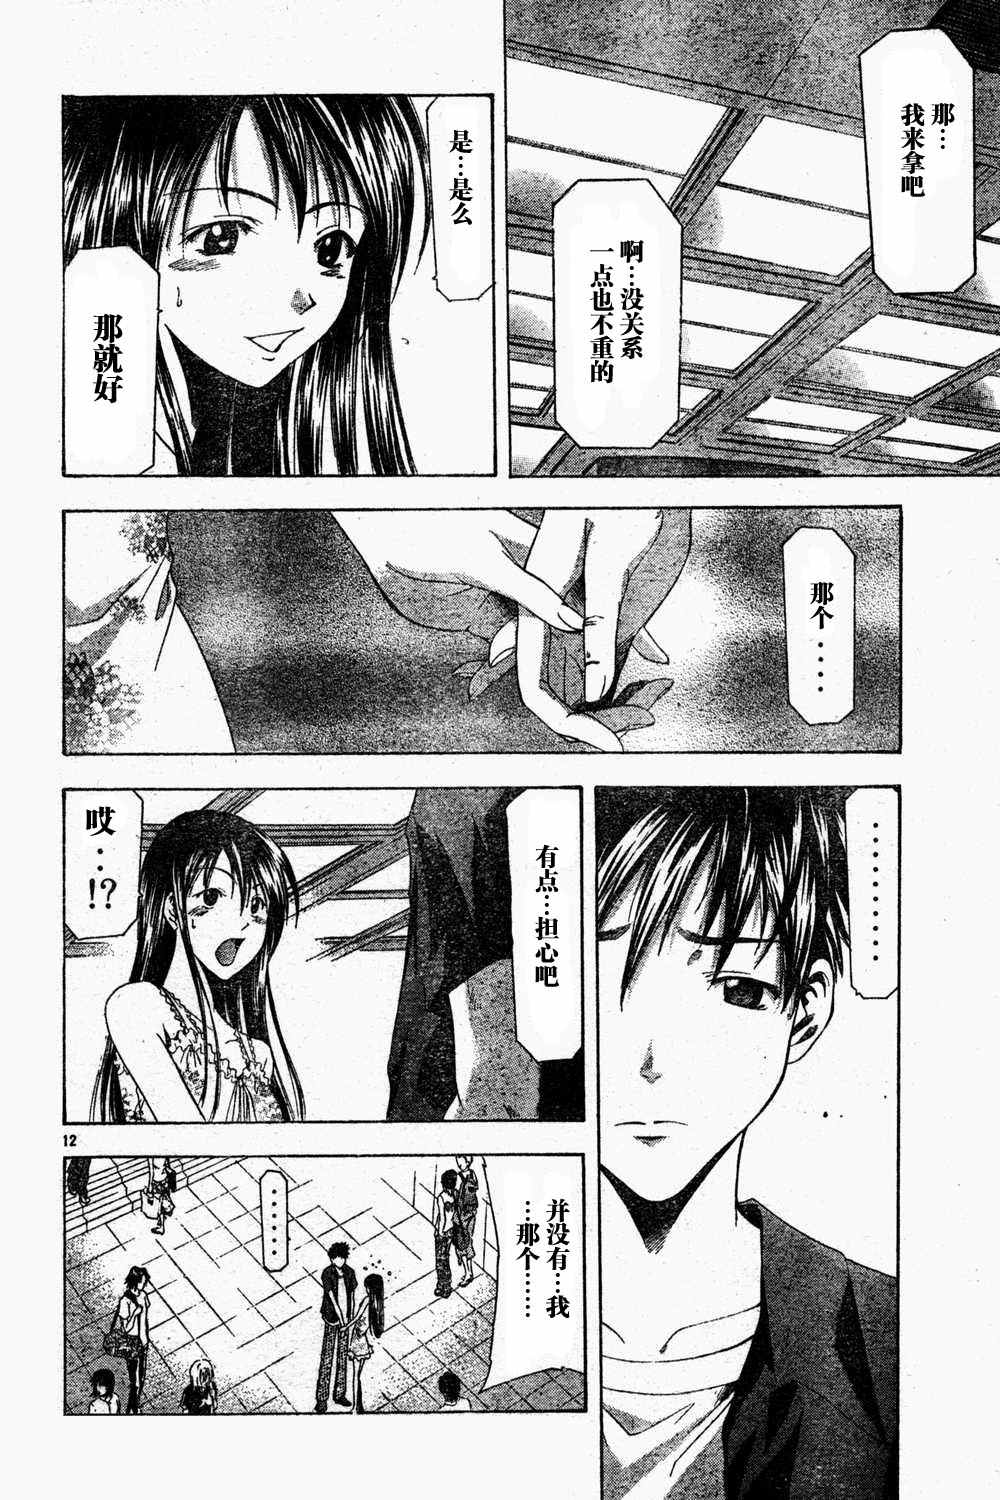 那…
我来拿吧
啊…没关系
一点也不重的
是…是么
那就好
那个‥‥
‥‥‥‥‥
有点…担心吧
哎‥
!?
并没有…我
…那个……
‥‥‥
12